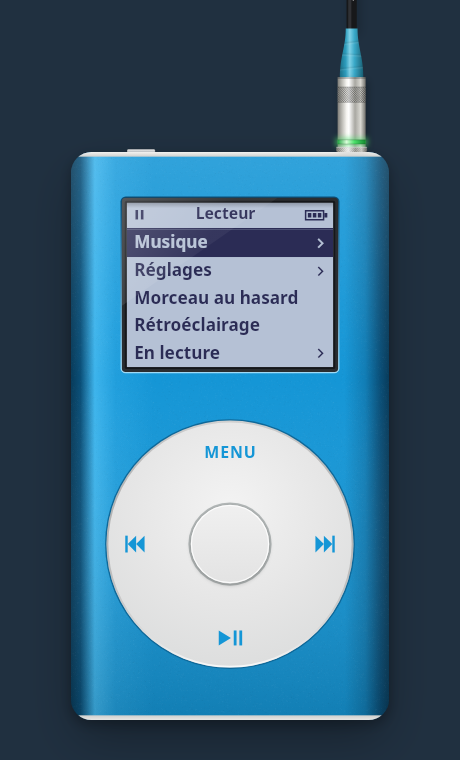 Lecteur
Musique
Réglages
Morceau au hasard
Rétroéclairage
En lecture
MENU